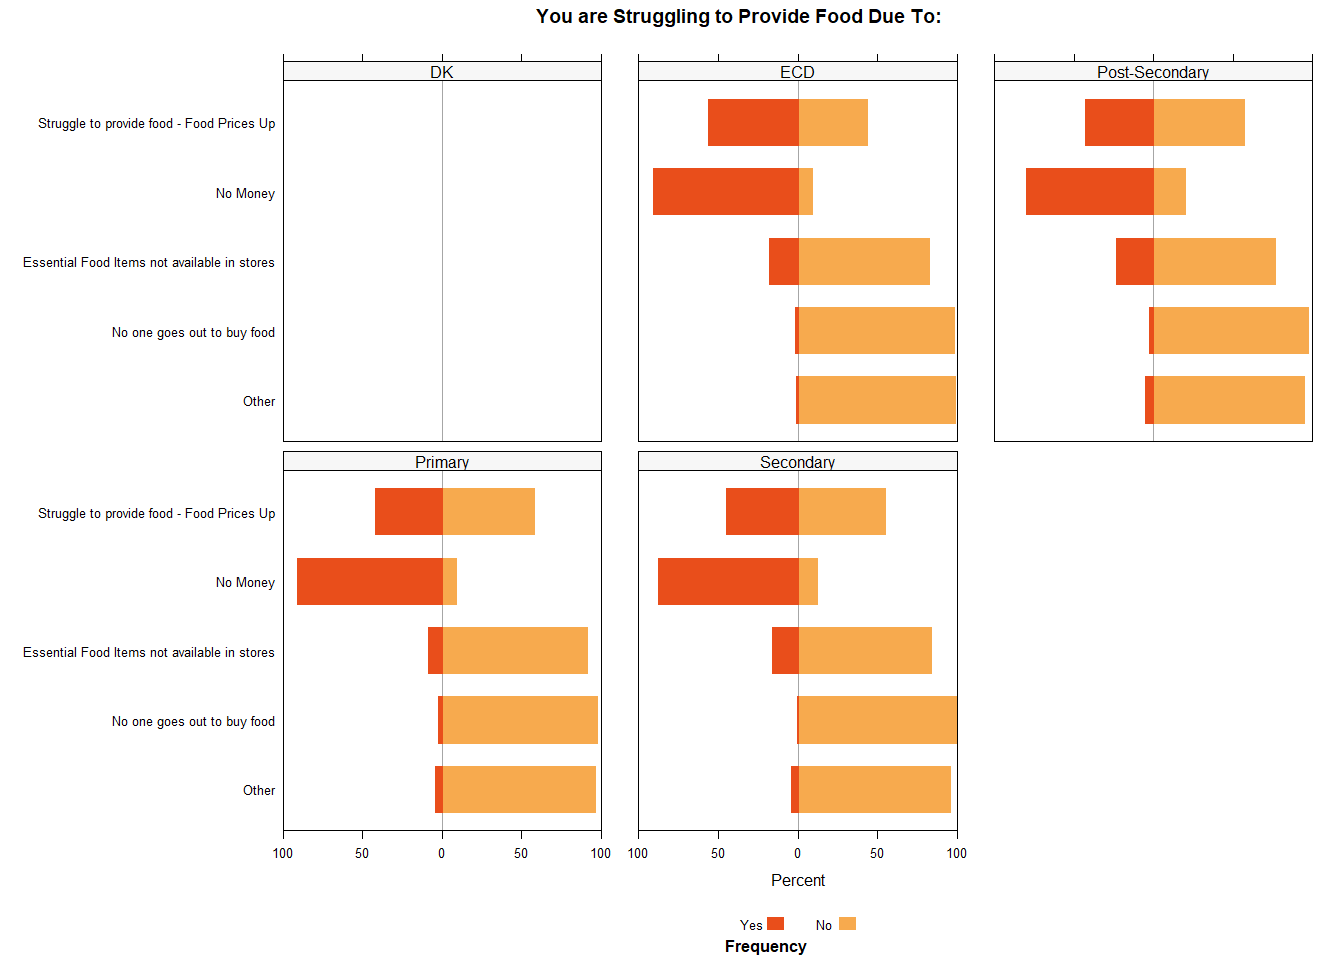 You are Struggling to Provide Food Due To:
DK
ECD
Post-Secondary
Struggle to provide food - Food Prices Up
No Money
Essential Food Items not available in stores
No one goes out to buy food
Other
Primary
Secondary
Struggle to provide food - Food Prices Up
No Money
Essential Food Items not available in stores
No one goes out to buy food
Other
100 50 0 50 100 100 50 0 50 100
Percent
Yes No
Frequency